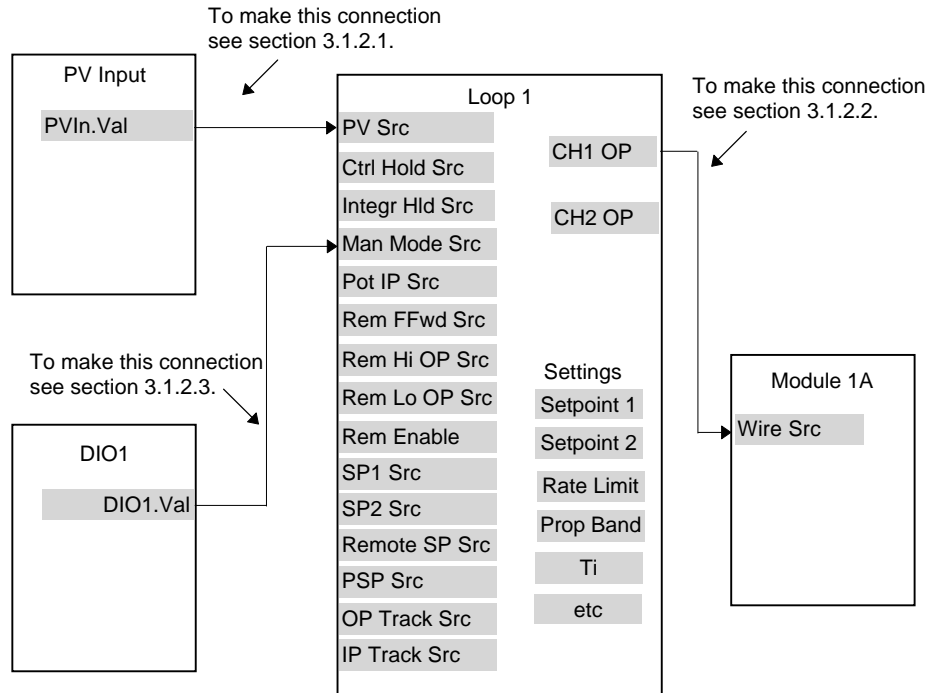 To make this connection
see section 3.1.2.1.
PV Input
PVIn.Val
Loop 1
PV Src
Ctrl Hold Src
Integr Hld Src
Man Mode Src
Pot IP Src
Rem FFwd Src
Rem Hi OP Src
Rem Lo OP Src
Rem Enable
SP1 Src
SP2 Src
Remote SP Src
PSP Src
OP Track Src
IP Track Src
CH1 OP
CH2 OP
Settings
Setpoint 1
Setpoint 2
Rate Limit
Prop Band
Ti
etc
To make this connection
see section 3.1.2.2.
Module 1A
Wire Src
To make this connection
see section 3.1.2.3.
DIO1
DIO1.Val